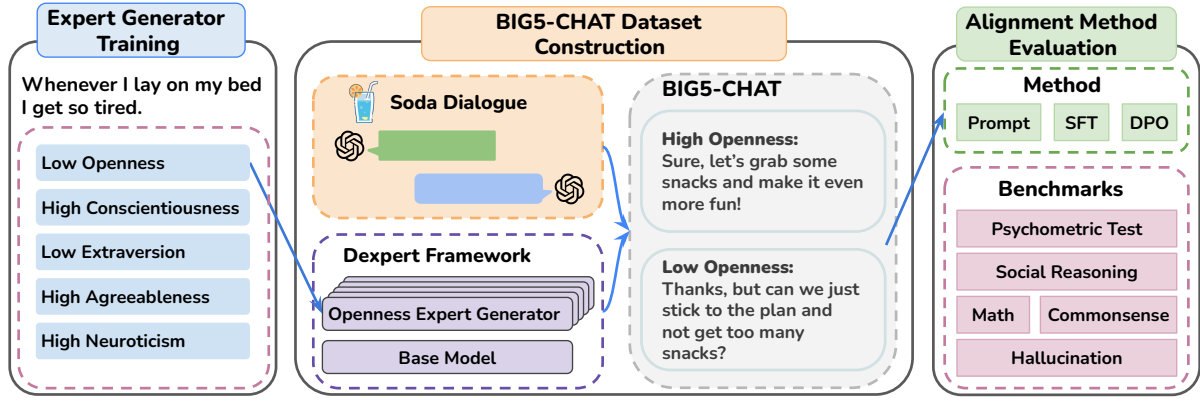 Expert Generator
Training
Whenever I lay on my bed
I get so tired.
Low Openness
High Conscientiousness
Low Extraversion
High Agreeableness
High Neuroticism
BIG5-CHAT Dataset
Construction
Soda Dialogue
Dexpert Framework
Openness Expert Generator
Base Model
BIG5-CHAT
High Openness:
Sure, let's grab some
snacks and make it even
more fun!
Low Openness:
Thanks, but can we just
stick to the plan and
not get too many
snacks?
Alignment Method
Evaluation
Method
Prompt
SFT
DPO
Benchmarks
Psychometric Test
Social Reasoning
Math
Commonsense
Hallucination